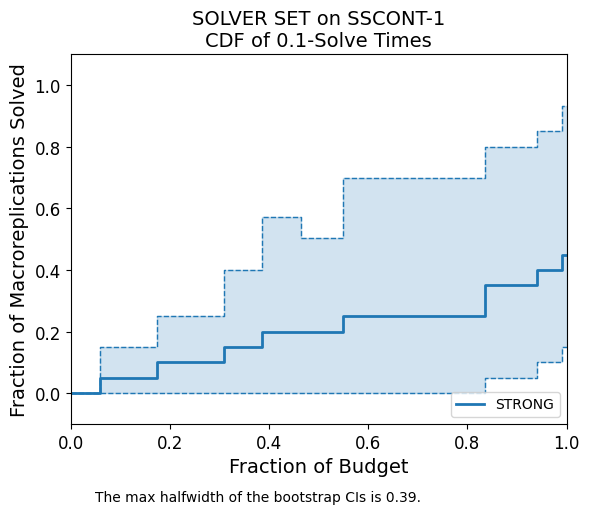 SOLVER SET on SSCONT-1
CDF of 0.1-Solve Times
Fraction of Macroreplications Solved
1.0
0.8
0.6
0.4
0.2
0.0
STRONG
0.0 0.2 0.4 0.6 0.8 1.0
Fraction of Budget
The max halfwidth of the bootstrap CIs is 0.39.